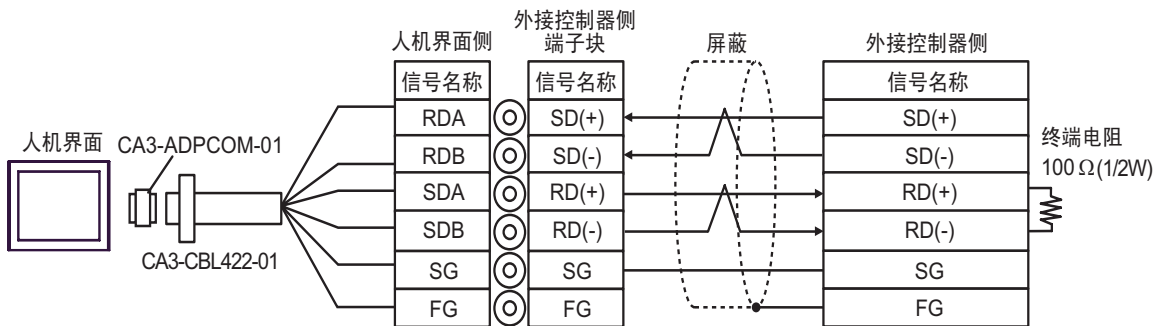 人机界面
CA3-ADPCOM-01
CA3-CBL422-01
人机界面侧
信号名称
RDA
RDB
SDA
SDB
SG
FG
外接控制器侧
端子块
信号名称
SD(+)
SD(-)
RD(+)
RD(-)
SG
FG
屏蔽
外接控制器侧
信号名称
SD(+)
SD(-)
RD(+)
RD(-)
SG
FG
终端电阻
100 Ω(1/2W)